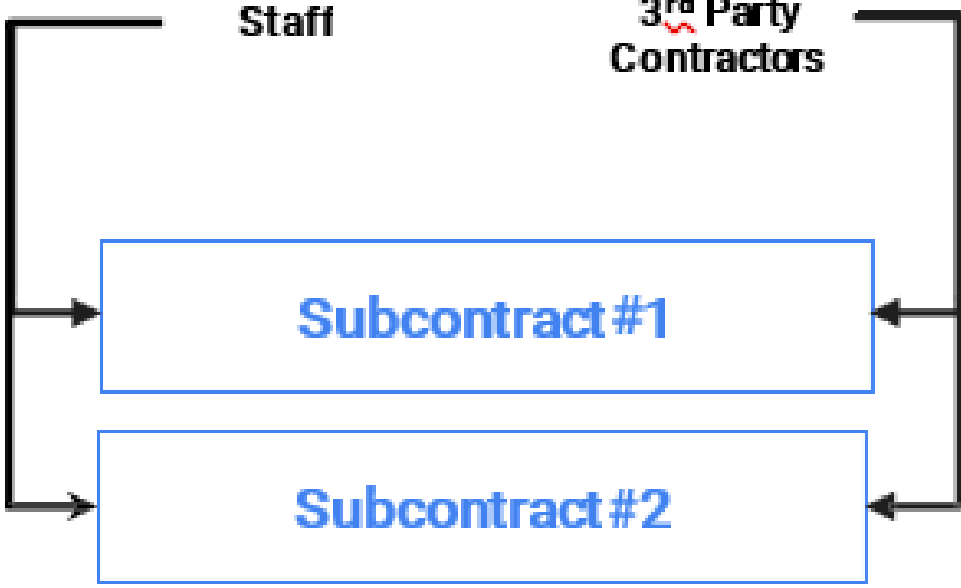 Staff
3rd Party
Contractors
Subcontract #1
Subcontract #2